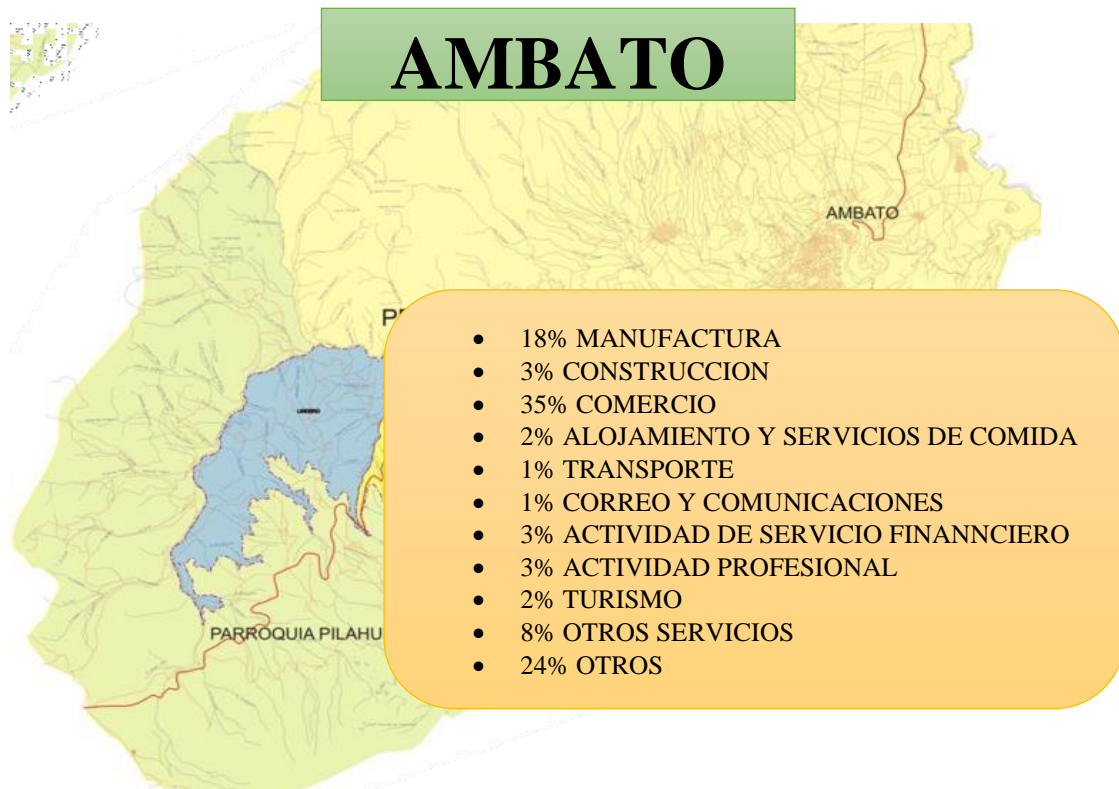 AMBATO
AMBATO
• 18% MANUFACTURA
• 3% CONSTRUCCION
• 35% COMERCIO
• 2% ALOJAMIENTO Y SERVICIOS DE COMIDA
• 1% TRANSPORTE
• 1% CORREO Y COMUNICACIONES
• 3% ACTIVIDAD DE SERVICIO FINANNCIERO
• 3% ACTIVIDAD PROFESIONAL
• 2% TURISMO
• 8% OTROS SERVICIOS
• 24% OTROS
PARROQUIA PILAHU